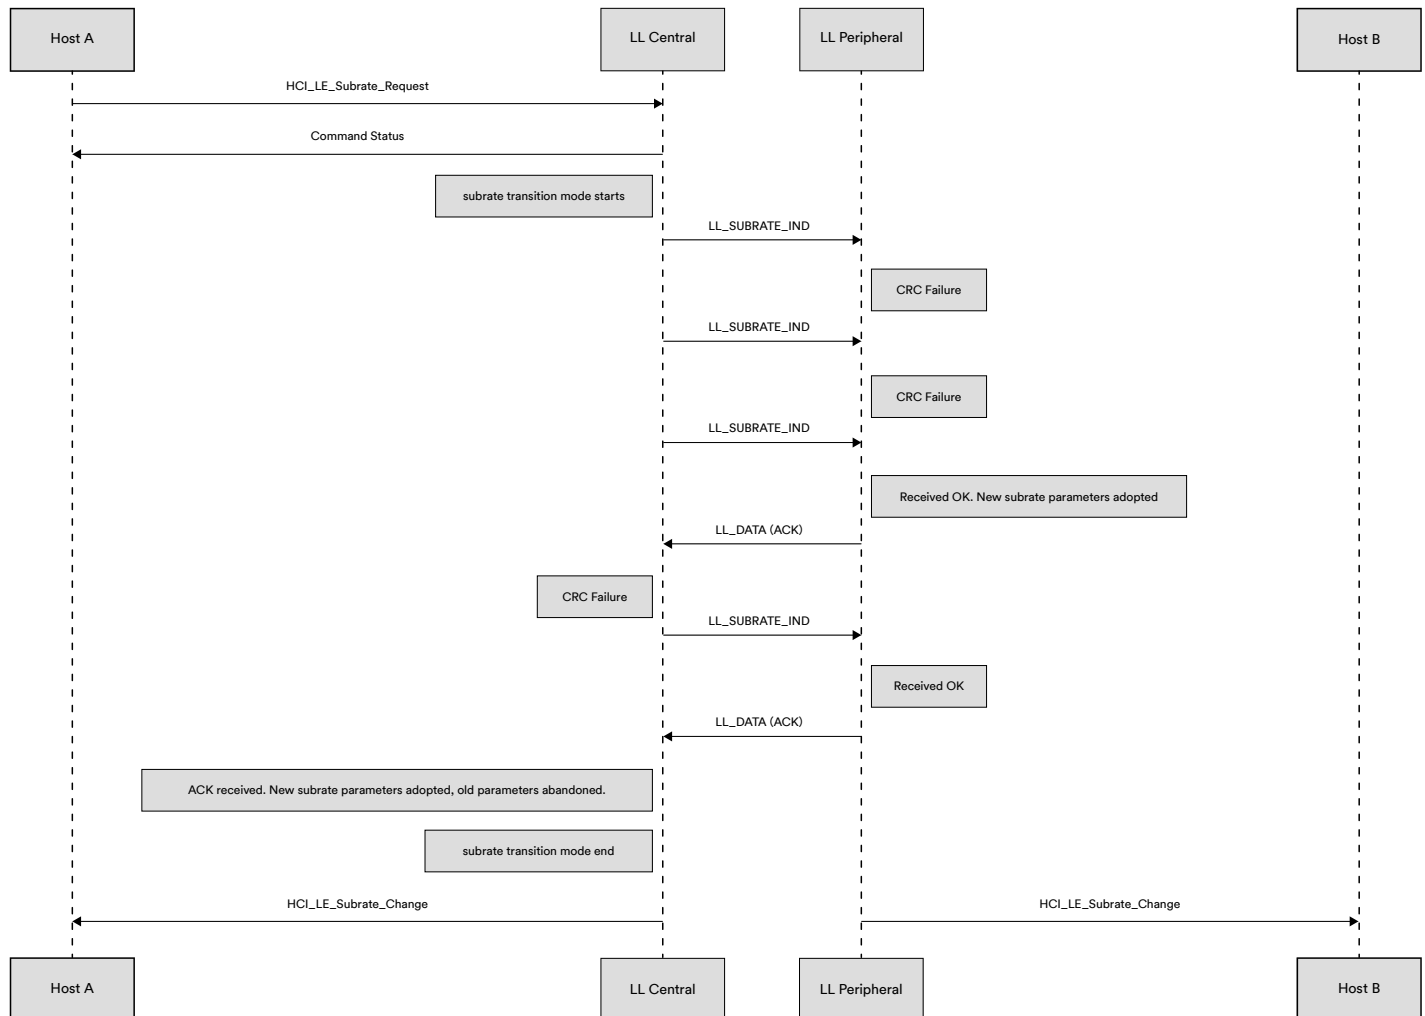 Host A
LL Central
LL Peripheral
Host B
HCI_LE_Subrate_Request
Command Status
subrate transition mode starts
LL_SUBRATE_IND
CRC Failure
LL_SUBRATE_IND
CRC Failure
LL_SUBRATE_IND
Received OK. New subrate parameters adopted
LL_DATA (ACK)
CRC Failure
LL_SUBRATE_IND
Received OK
LL_DATA (ACK)
ACK received. New subrate parameters adopted, old parameters abandoned.
subrate transition mode end
HCI_LE_Subrate_Change
HCI_LE_Subrate_Change
Host A
LL Central
LL Peripheral
Host B